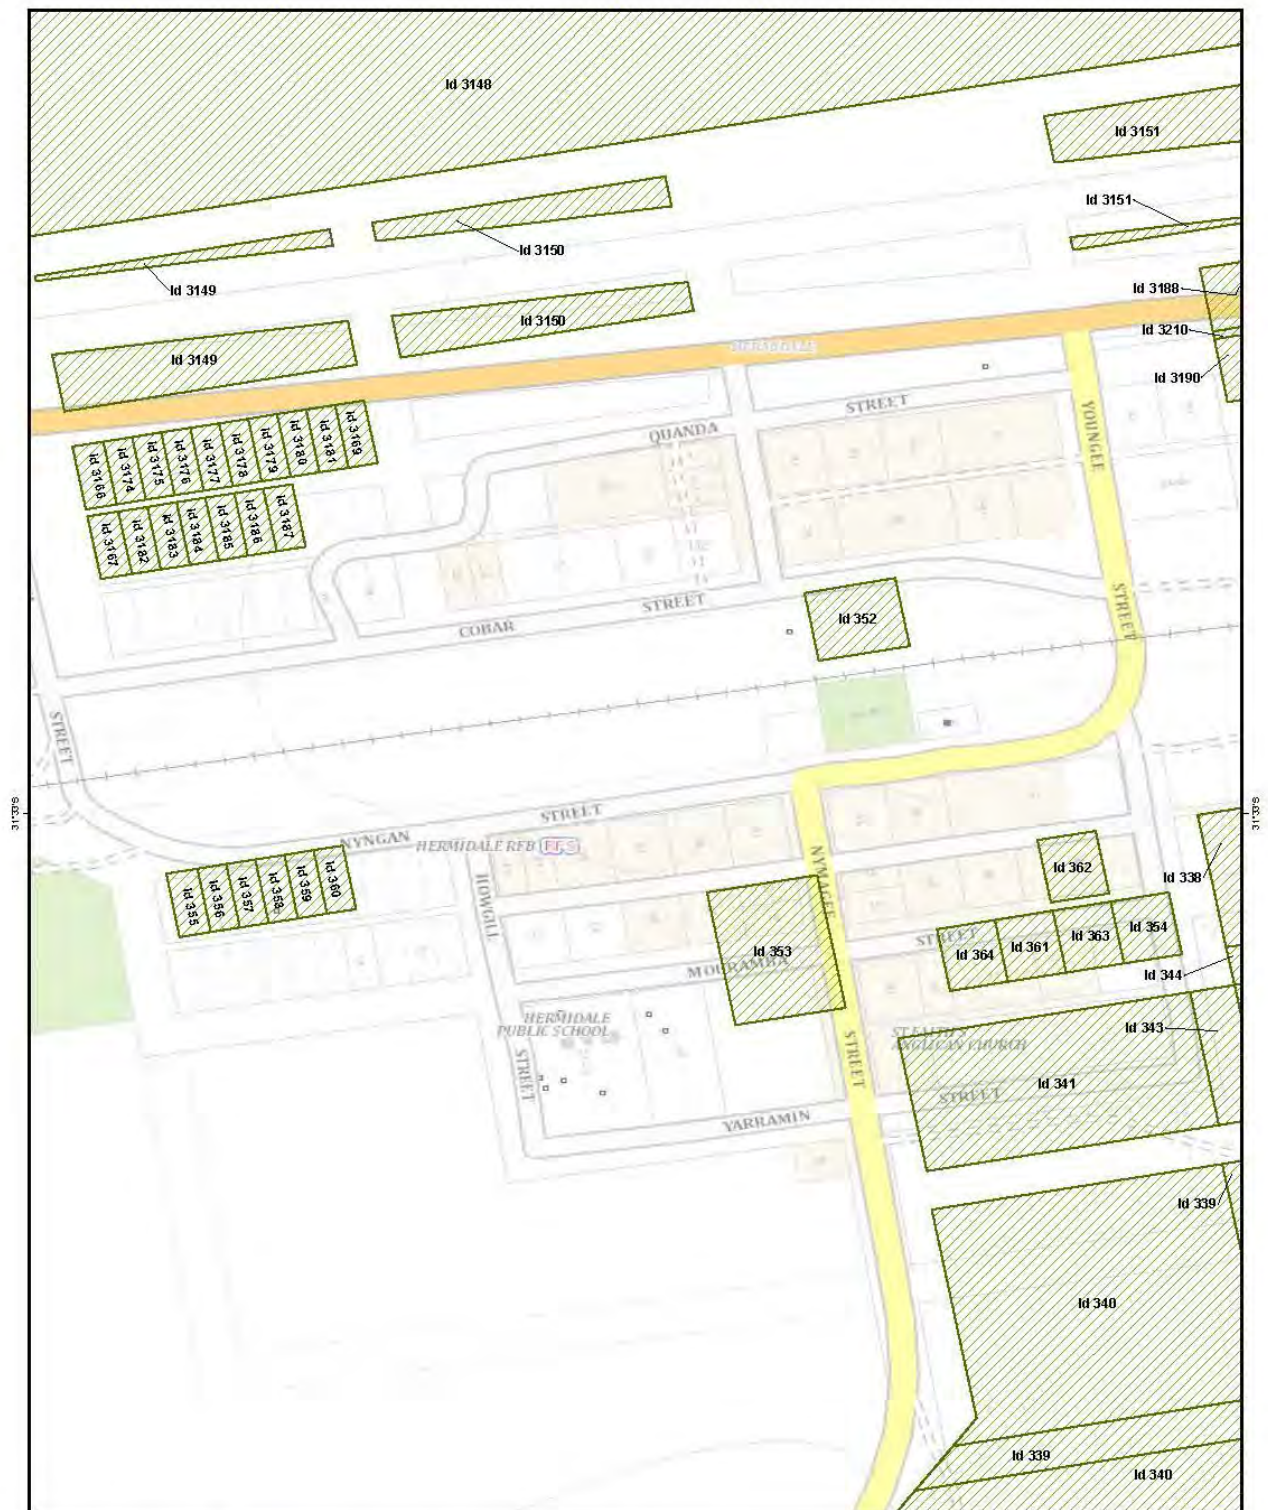 Id 3148
Id 3151
Id 3151
Id 3150
Id 3149
Id 3188
Id 3150
Id 3210
Id 3149
Id 3190
STREET
QUANDA
YOUNGEE
Id 3166
Id 3174
Id 3175
Id 3176
Id 3177
Id 3178
Id 3179
Id 3180
Id 3181
Id 3169
Id 3167
Id 3182
Id 3183
Id 3184
Id 3185
Id 3186
Id 3187
STREET
STREET
COBAR
Id 352
STREET
31°33'S
31°33'S
STREET
NYNGAN
HERMIDALE RFB
Id 355
Id 356
Id 357
Id 358
Id 359
Id 360
HOWGILL
NYMAGEE
Id 362
Id 338
Id 353
STREET
MOURAMBA
Id 364
Id 361
Id 363
Id 354
Id 344
HERMIDALE
PUBLIC SCHOOL
ANGLICAN CHURCH
Id 343
STREET
STREET
Id 341
STREET
YARRAMIN
Id 339
Id 340
Id 339
Id 340